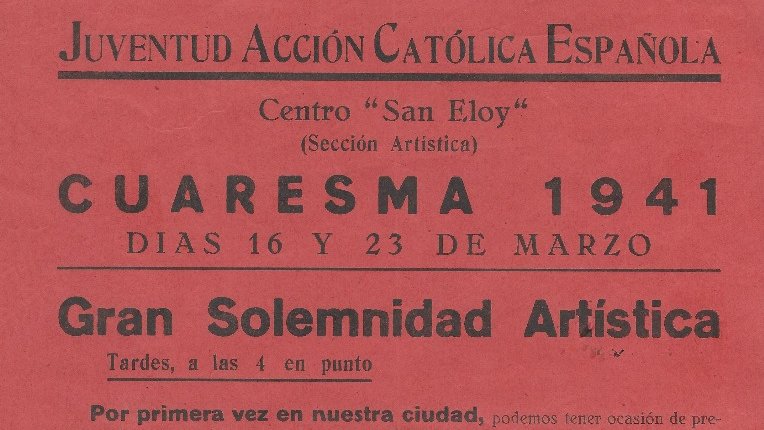 JUVENTUD ACCIÓN CATÓLICA ESPAÑOLA
Centro "San Eloy"
(Sección Artística)
CUARESMA 1941
DIAS 16 Y 23 DE MARZO
Gran Solemnidad Artística
Tardes, a las 4 en punto
Por primera vez en nuestra ciudad, podemos tener ocasión de pre-